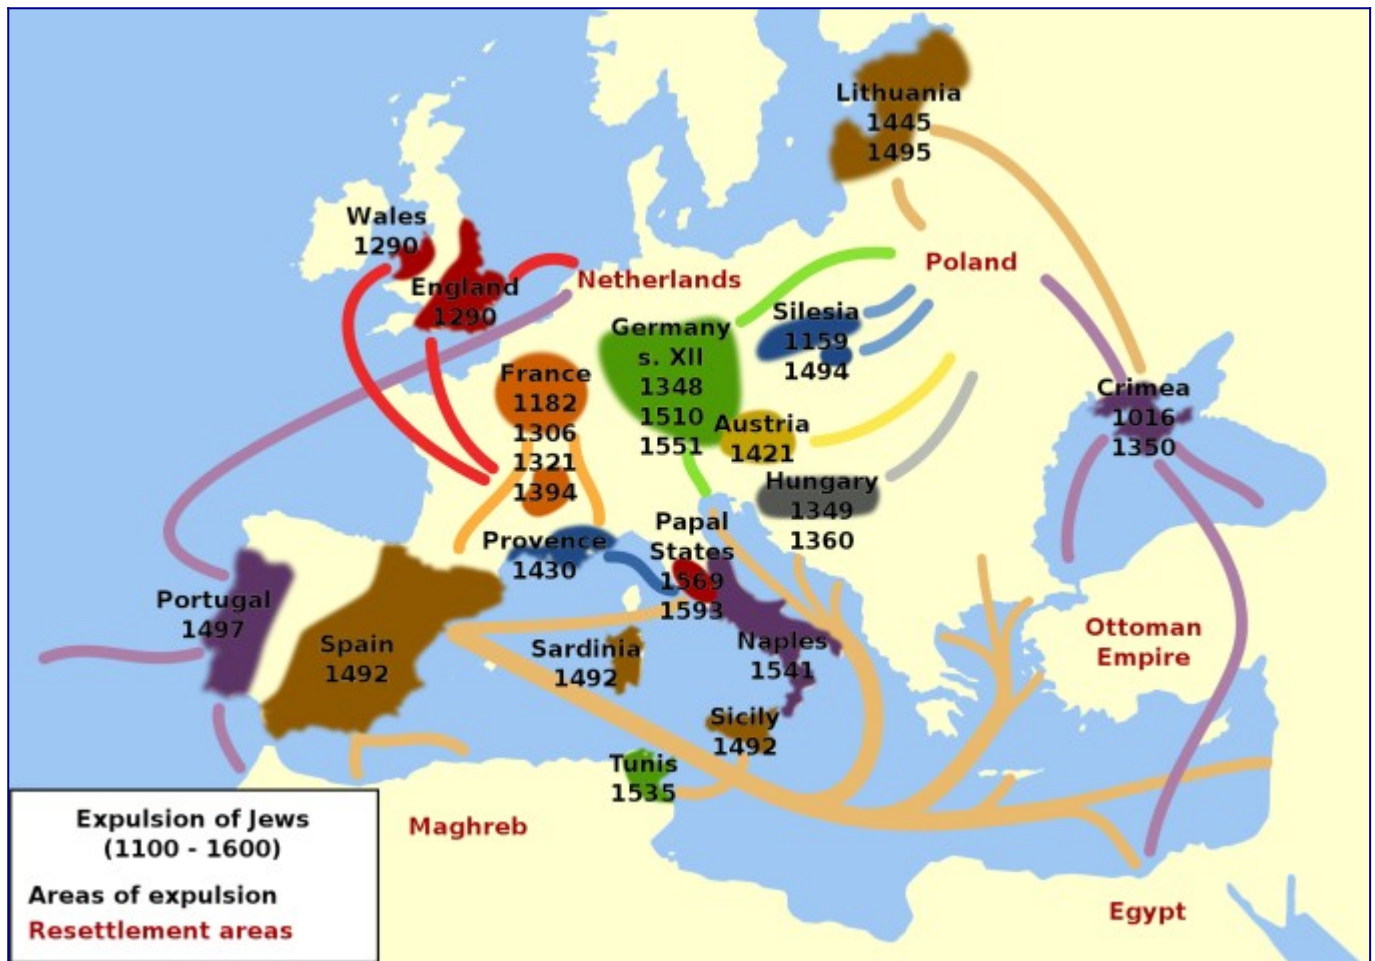 Lithuania
1445
1495
Wales
1290
England
1290
Netherlands
Poland
Silesia
1159
1494
Germany
s. XII
1348
1510
1551
France
1182
1306
1321
1394
Austria
1421
Crimea
1016
1350
Hungary
1349
1360
Provence
1430
Papal
States
1569
1593
Portugal
1497
Spain
1492
Sardinia
1492
Naples
1541
Ottoman
Empire
Sicily
1492
Tunis
1535
Maghreb
Egypt
Expulsion of Jews
(1100 - 1600)
Areas of expulsion
Resettlement areas